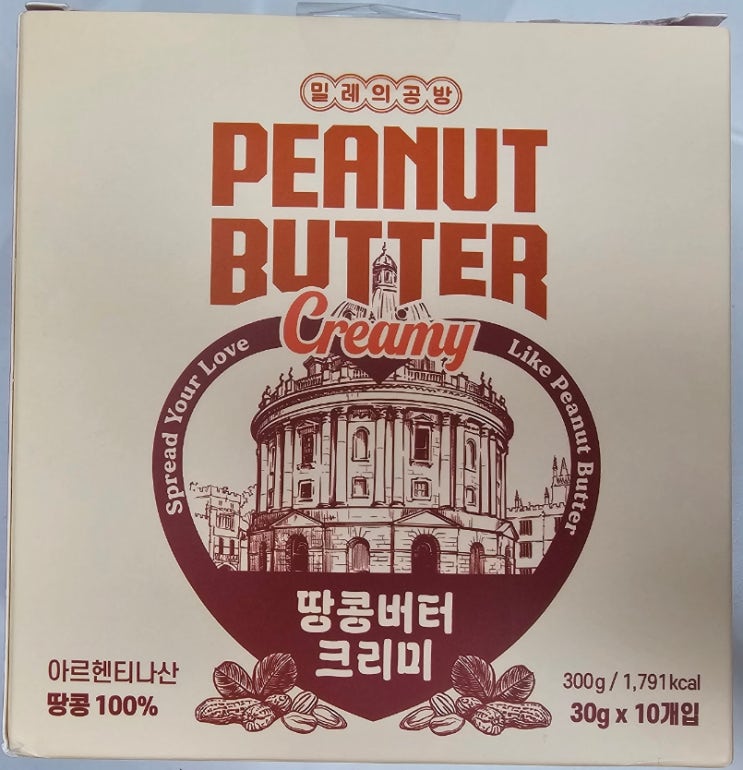 밀레의공방
PEANUT
BUTTER
Creamy
Spread Your Love
Like Peanut Butter
땅콩버터
크리미
아르헨티나산
땅콩 100%
300g / 1,791kcal
30g x 10개입